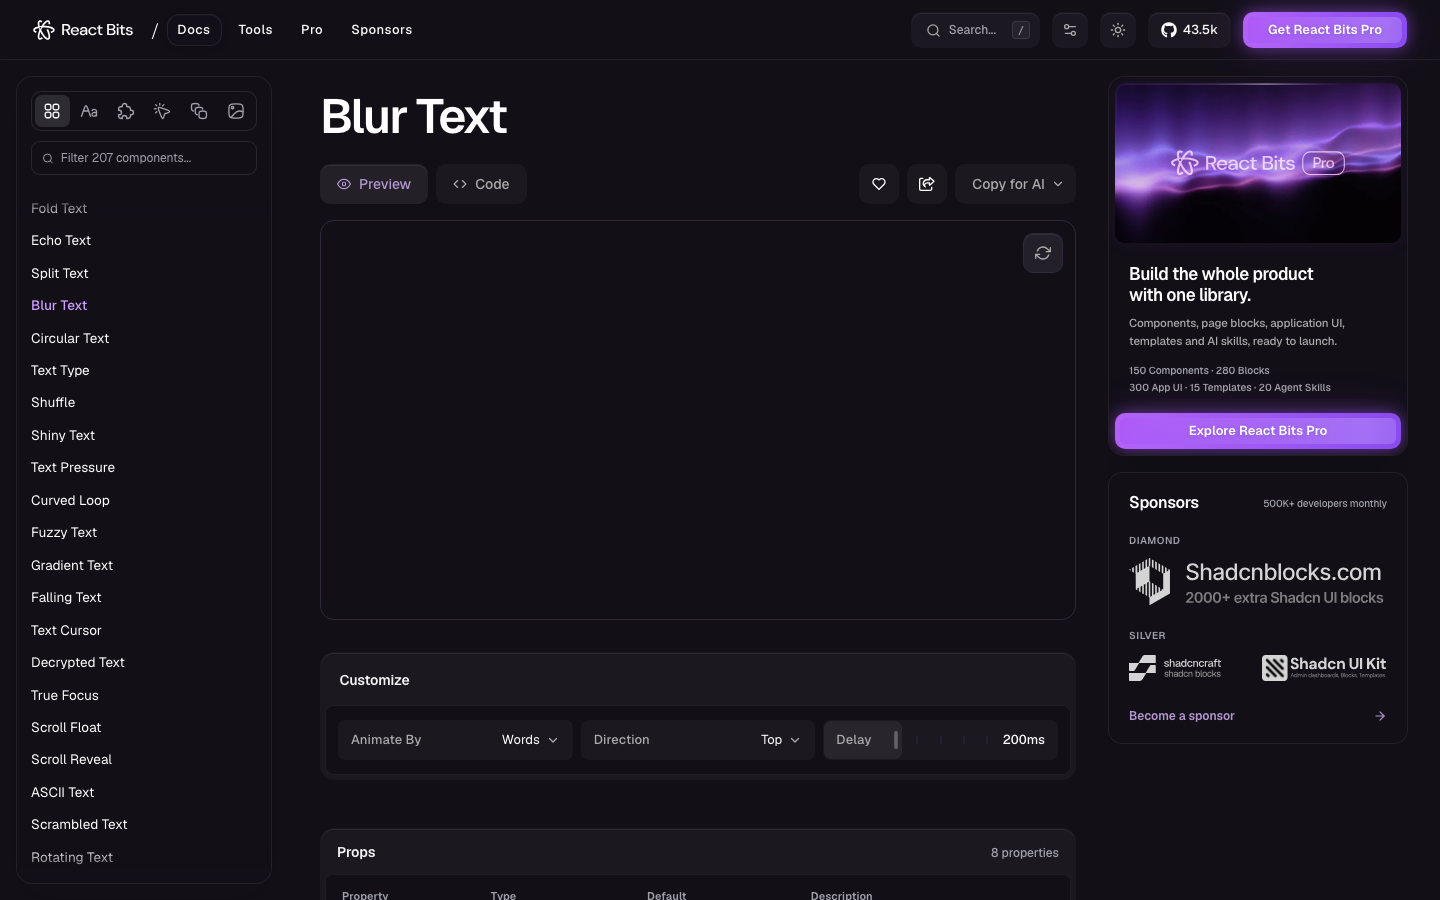 React Bits
/
Docs
Tools
Pro
Sponsors
Search...
/
43.5k
Get React Bits Pro
Aa
Filter 207 components...
Fold Text
Echo Text
Split Text
Blur Text
Circular Text
Text Type
Shuffle
Shiny Text
Text Pressure
Curved Loop
Fuzzy Text
Gradient Text
Falling Text
Text Cursor
Decrypted Text
True Focus
Scroll Float
Scroll Reveal
ASCII Text
Scrambled Text
Rotating Text
Blur Text
Preview
Code
Copy for AI
Customize
Animate By
Words
Direction
Top
Delay
200ms
Props
8 properties
Property
Type
Default
Description
React Bits Pro
Build the whole product
with one library.
Components, page blocks, application UI,
templates and AI skills, ready to launch.
150 Components · 280 Blocks
300 App UI · 15 Templates · 20 Agent Skills
Explore React Bits Pro
Sponsors
500K+ developers monthly
DIAMOND
Shadcnblocks.com
2000+ extra Shadcn UI blocks
SILVER
shadcncraft
shadcn blocks
Shadcn UI Kit
Admin dashboards, Blocks, Templates
Become a sponsor